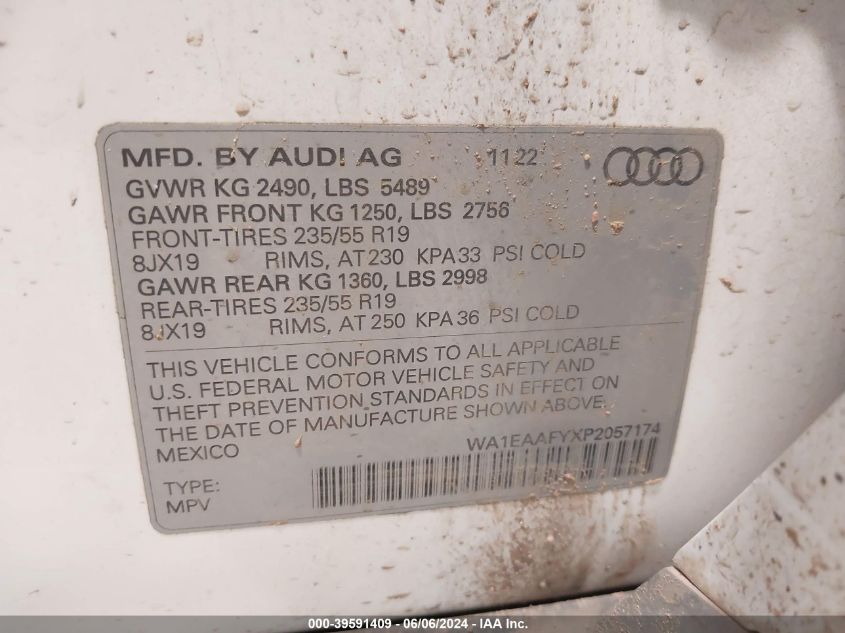 MFD. BY AUDI AG 11 22
GVWR KG 2490, LBS 5489
GAWR FRONT KG 1250, LBS 2756
FRONT-TIRES 235/55 R19
8JX19 RIMS, AT 230 KPA33 PSI COLD
GAWR REAR KG 1360, LBS 2998
REAR-TIRES 235/55 R19
8JX19 RIMS, AT 250 KPA 36 PSI COLD
THIS VEHICLE CONFORMS TO ALL APPLICABLE
U.S. FEDERAL MOTOR VEHICLE SAFETY AND
THEFT PREVENTION STANDARDS IN EFFECT ON
THE DATE OF MANUFACTURE SHOWN ABOVE.
MEXICO
WA1EAAFYXP2057174
TYPE:
MPV
000-39591409 - 06/06/2024 - IAA Inc.